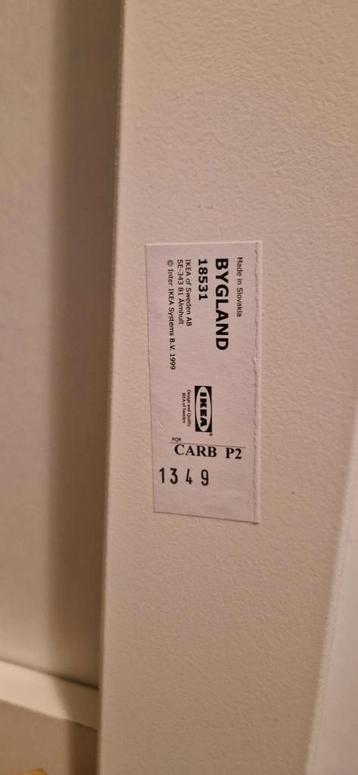 Made in Slovakia
BYGLAND
18531
IKEA of Sweden AB
SE-343 81 Älmhult
© Inter IKEA Systems B.V. 1999
IKEA®
Design and Quality
IKEA of Sweden
FOR
CARB P2
1349